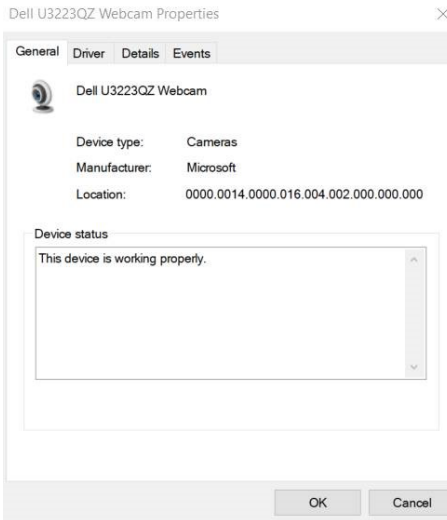 Dell U3223QZ Webcam Properties
General Driver Details Events
Dell U3223QZ Webcam
Device type: Cameras
Manufacturer: Microsoft
Location: 0000.0014.0000.016.004.002.000.000.000
Device status
This device is working properly.
OK Cancel